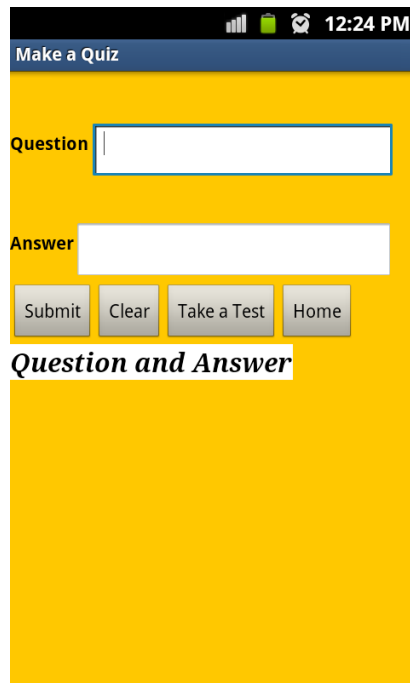 12:24 PM
Make a Quiz
Question
Answer
Submit Clear Take a Test Home
Question and Answer